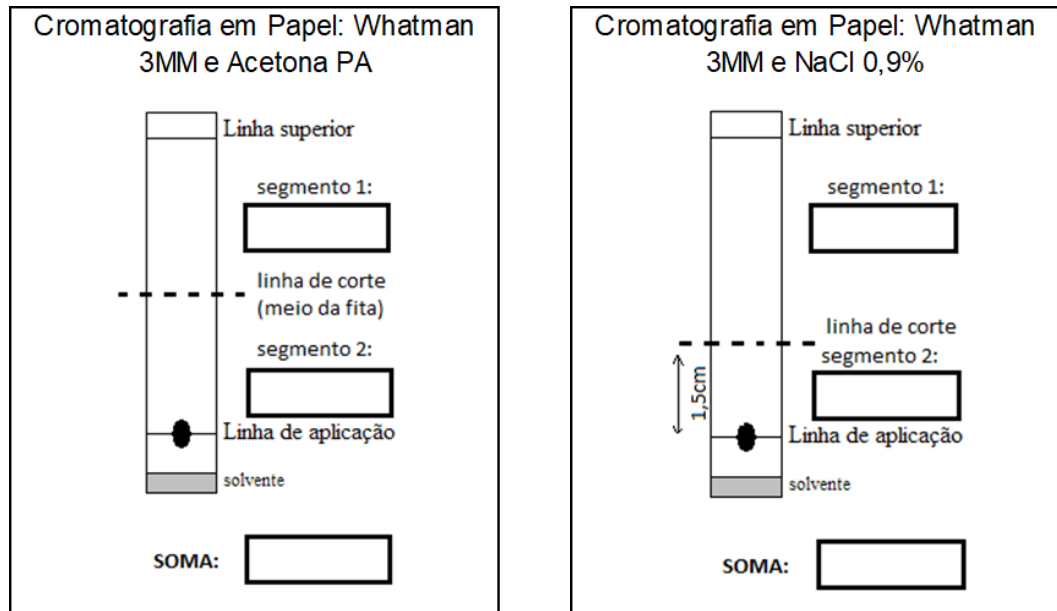 Cromatografia em Papel: Whatman
3MM e Acetona PA
Linha superior
segmento 1:
linha de corte
(meio da fita)
segmento 2:
Linha de aplicação
solvente
SOMA:
Cromatografia em Papel: Whatman
3MM e NaCl 0,9%
Linha superior
segmento 1:
linha de corte
segmento 2:
1,5cm
Linha de aplicação
solvente
SOMA: